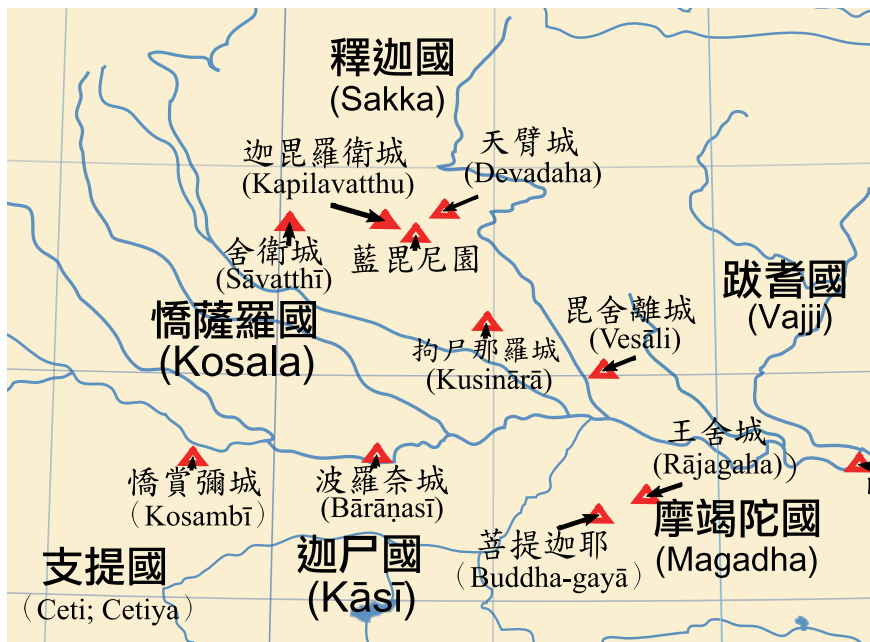 釋迦國
(Sakka)
迦毘羅衛城
(Kapilavatthu)
天臂城
(Devadaha)
舍衛城
(Sāvatthī)
藍毘尼園
跋耆國
(Vajji)
憍薩羅國
(Kosala)
拘尸那羅城
(Kusinārā)
毘舍離城
(Vesāli)
王舍城
(Rājagaha))
憍賞彌城
(Kosambī)
波羅奈城
(Bārāṇasī)
菩提迦耶
(Buddha-gayā)
摩竭陀國
(Magadha)
支提國
(Ceti; Cetiya)
迦尸國
(Kāsī)